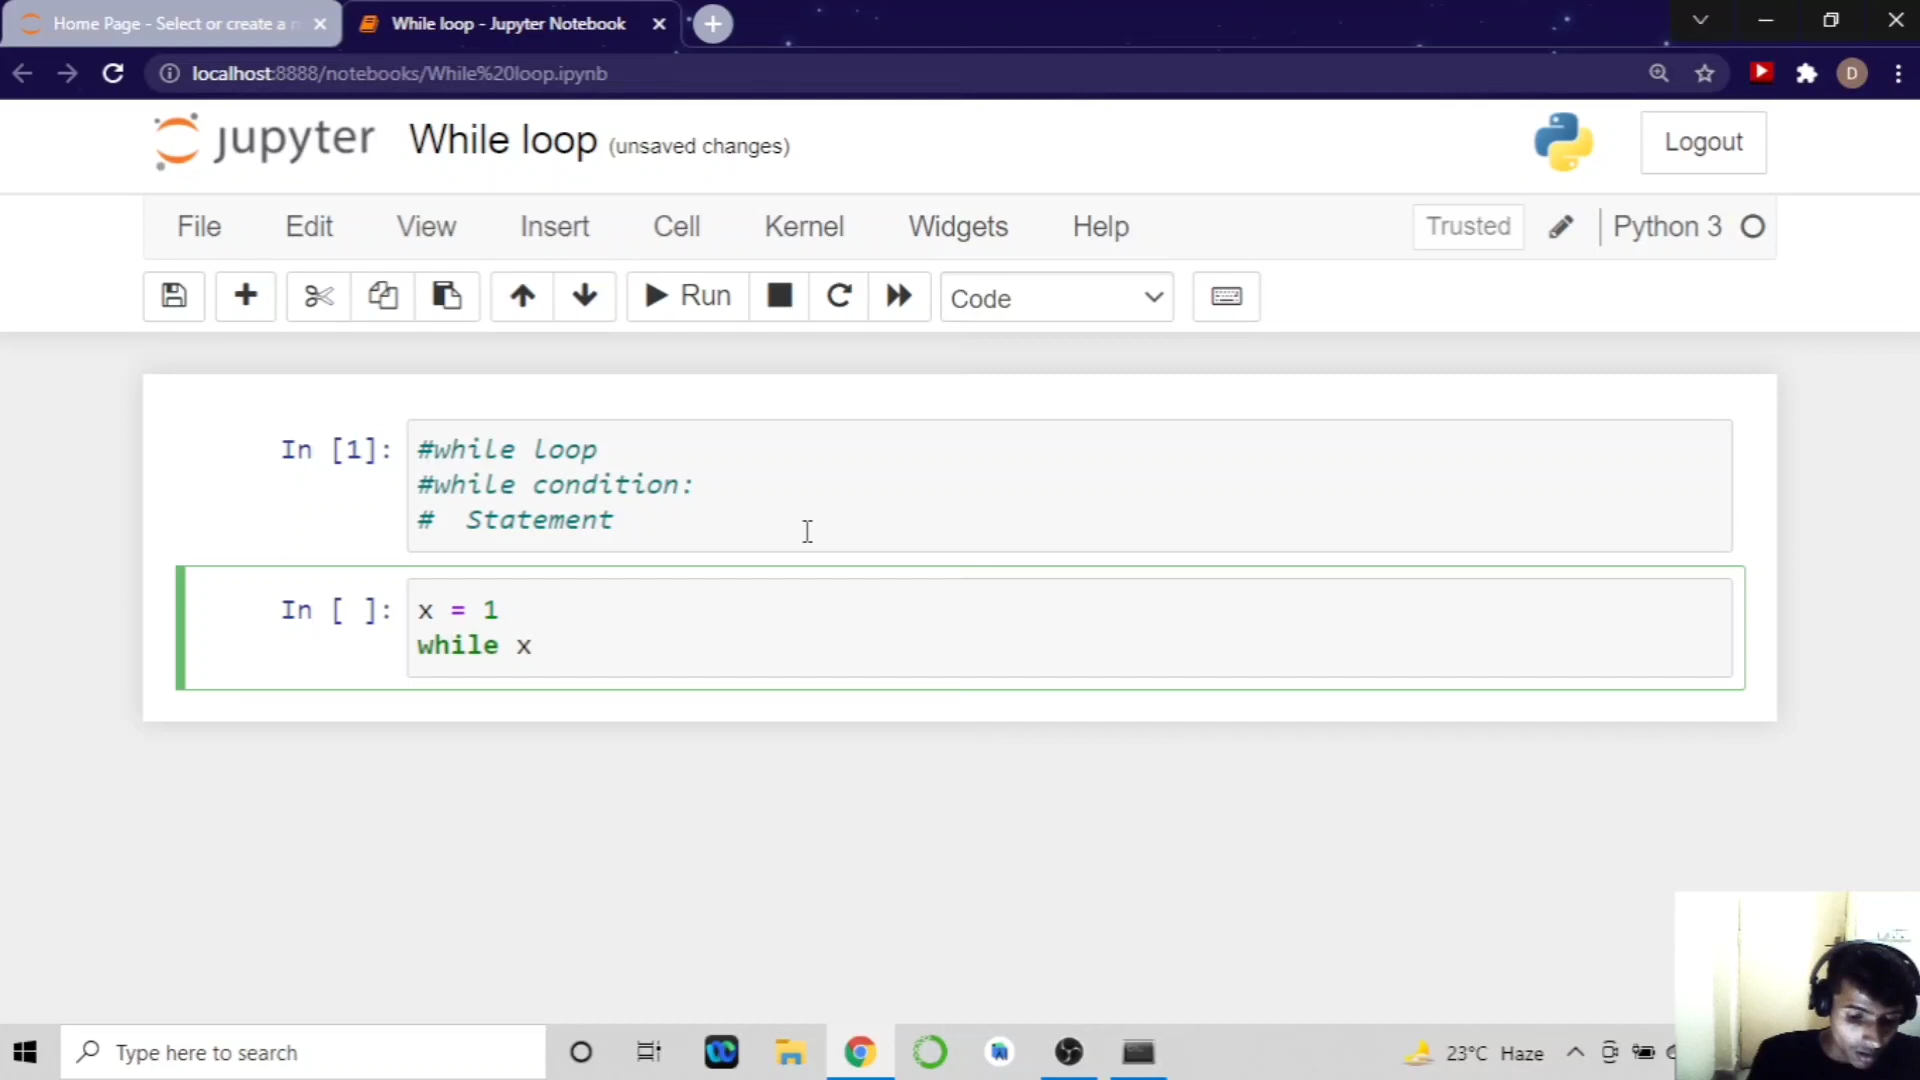 Home Page - Select or create a n
While loop - Jupyter Notebook
localhost:8888/notebooks/While%20loop.ipynb
D
jupyter While loop (unsaved changes)
Logout
File Edit View Insert Cell Kernel Widgets Help Trusted Python 3
Run Code
In [1]: #while loop
#while condition:
# Statement
In [ ]: x = 1
while x
Type here to search
23°C Haze